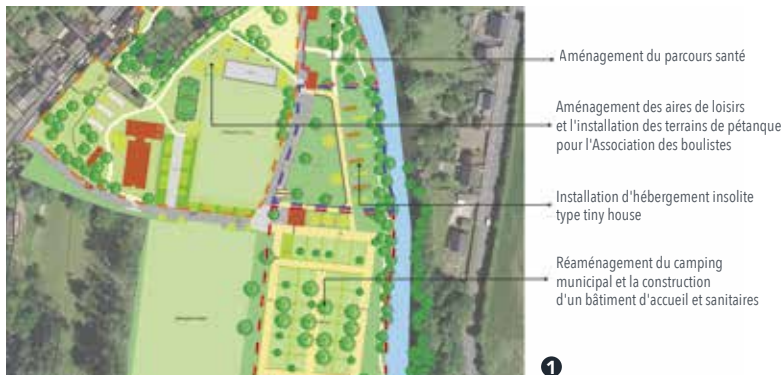 Aménagement du parcours santé
Aménagement des aires de loisirs
et l'installation des terrains de pétanque
pour l'Association des boulistes
Installation d'hébergement insolite
type tiny house
Réaménagement du camping
municipal et la construction
d'un bâtiment d'accueil et sanitaires
1